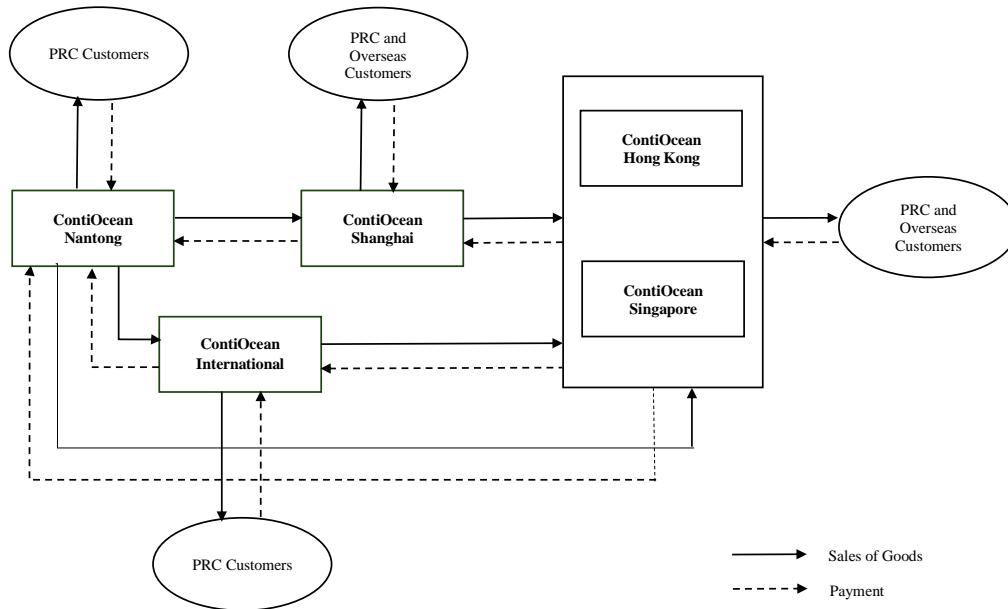 PRC Customers
PRC and
Overseas
Customers
ContiOcean
Hong Kong
ContiOcean
Nantong
ContiOcean
Shanghai
PRC and
Overseas
Customers
ContiOcean
Singapore
ContiOcean
International
PRC Customers
Sales of Goods
Payment